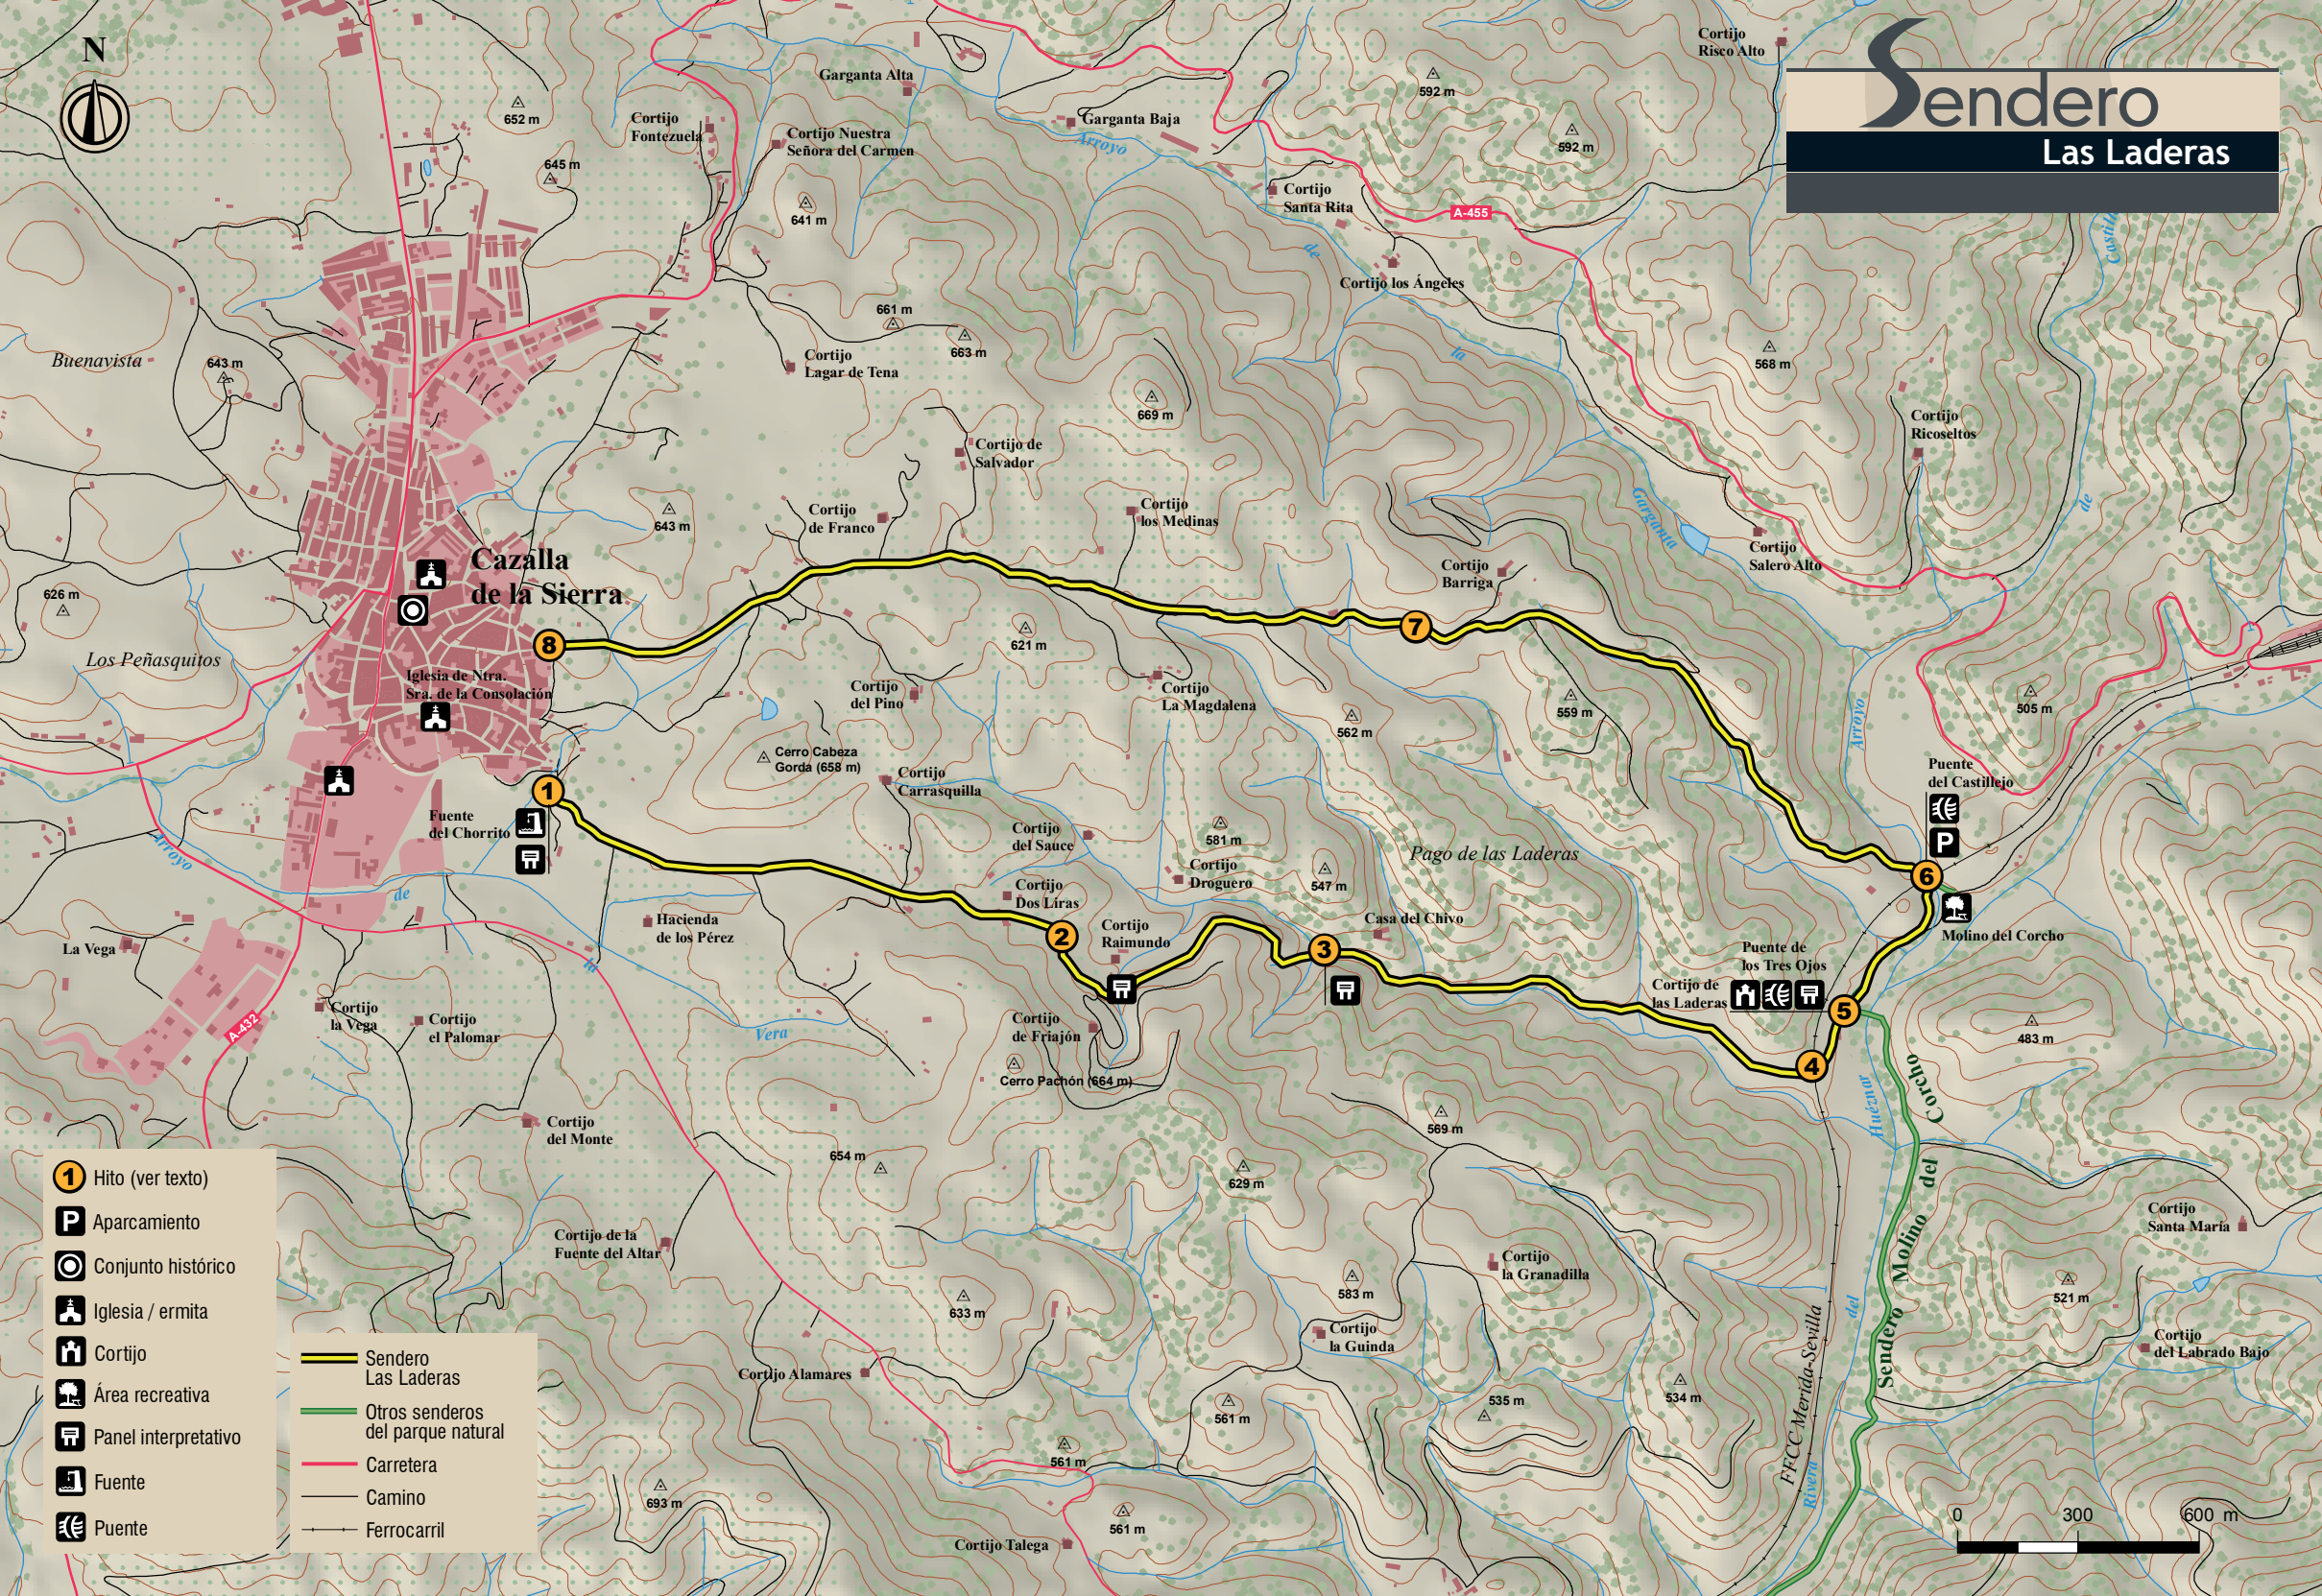 N
Sendero
Las Laderas
Cortijo
Risco Alto
Garganta Alta
592 m
652 m
Cortijo
Fontezuela
Cortijo Nuestra
Señora del Carmen
Garganta Baja
Arroyo
592 m
645 m
641 m
Cortijo
Santa Rita
A-455
de
Cortijo los Ángeles
Castillejo
661 m
663 m
Cortijo
Lagar de Tena
la
568 m
Buenavista
643 m
669 m
Cortijo
Ricoseltos
Cortijo de
Salvador
Cortijo
de Franco
643 m
Cortijo
los Medinas
Garganta
de
Cortijo
Salero Alto
Cazalla
de la Sierra
Cortijo
Barriga
626 m
Los Peñasquitos
8
7
621 m
Iglesia de Ntra.
Sra. de la Consolación
Cortijo
del Pino
Cortijo
La Magdalena
562 m
559 m
505 m
Arroyo
Cerro Cabeza
Gorda (658 m)
Cortijo
Carrasquilla
Puente
del Castillejo
P
1
Fuente
del Chorrito
Cortijo
del Sauce
581 m
Cortijo
Droguero
547 m
Pago de las Laderas
Arroyo
de
6
Cortijo
Dos Liras
Hacienda
de los Pérez
2
Cortijo
Raimundo
3
Casa del Chivo
Molino del Corcho
La Vega
la
Puente de
los Tres Ojos
Cortijo de
las Laderas
5
Cortijo
la Vega
A-432
Cortijo
el Palomar
Vera
Cortijo
de Friajón
Cerro Pachón (664 m)
4
483 m
Huéznar
Sendero Molino del Corcho
569 m
Cortijo
del Monte
654 m
629 m
Cortijo
Santa María
Cortijo de la
Fuente del Altar
Cortijo
la Granadilla
583 m
521 m
633 m
Cortijo
la Guinda
del
FFCC Merida-Sevilla
Cortijo
del Labrado Bajo
Cortijo Alamares
561 m
535 m
534 m
561 m
693 m
561 m
Rivera
Cortijo Talega
1 Hito (ver texto)
P Aparcamiento
Conjunto histórico
Iglesia / ermita
Cortijo
Área recreativa
Panel interpretativo
Fuente
Puente
Sendero
Las Laderas
Otros senderos
del parque natural
Carretera
Camino
Ferrocarril
0 300 600 m